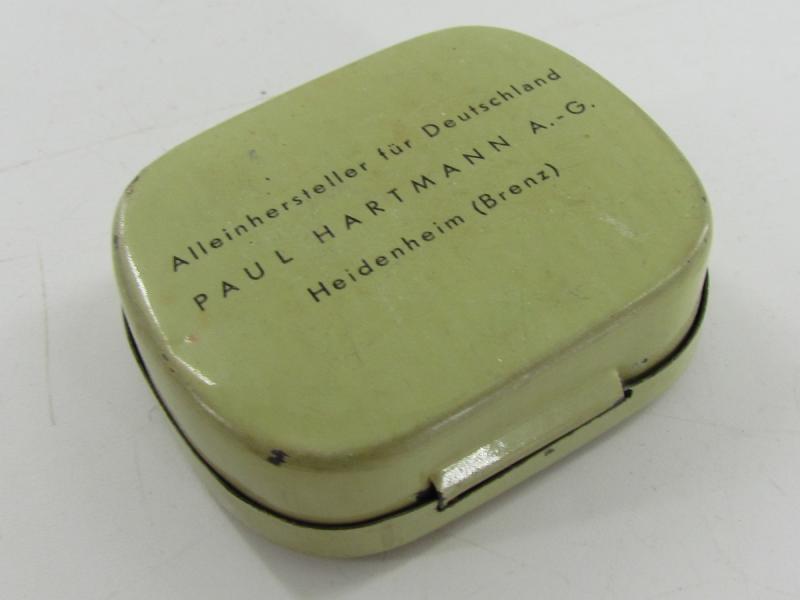 Alleinhersteller für Deutschland
PAUL HARTMANN A.-G.
Heidenheim (Brenz)